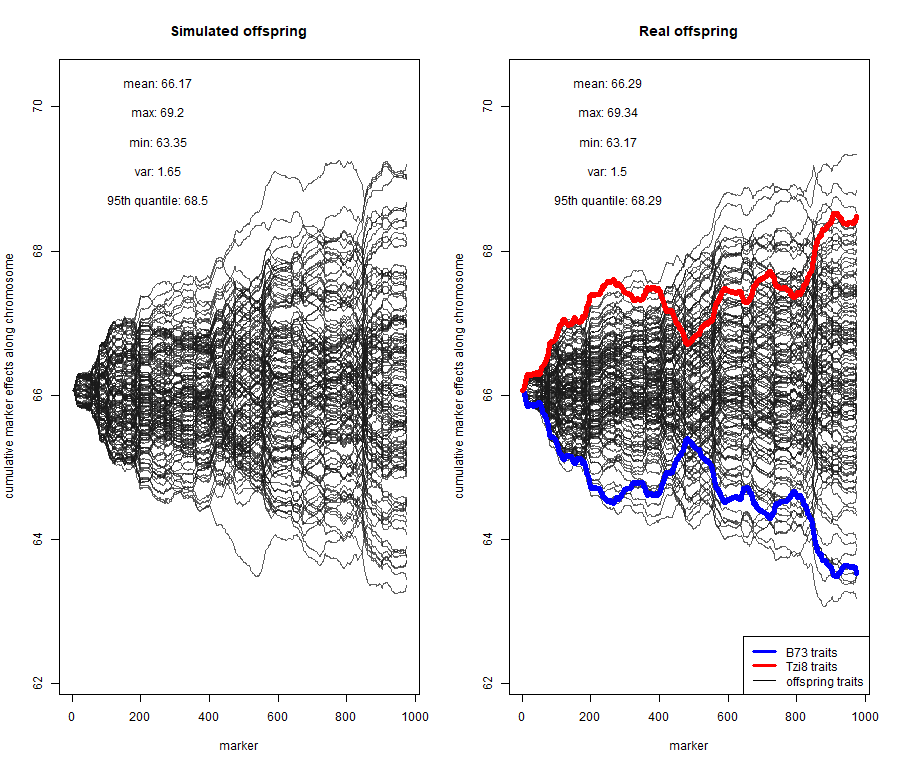 Simulated offspring
mean: 66.17
max: 69.2
min: 63.35
var: 1.65
95th quantile: 68.5
cumulative marker effects along chromosome
70
68
66
64
62
0 200 400 600 800 1000
marker
Real offspring
mean: 66.29
max: 69.34
min: 63.17
var: 1.5
95th quantile: 68.29
cumulative marker effects along chromosome
70
68
66
64
62
B73 traits
Tzi8 traits
offspring traits
0 200 400 600 800 1000
marker